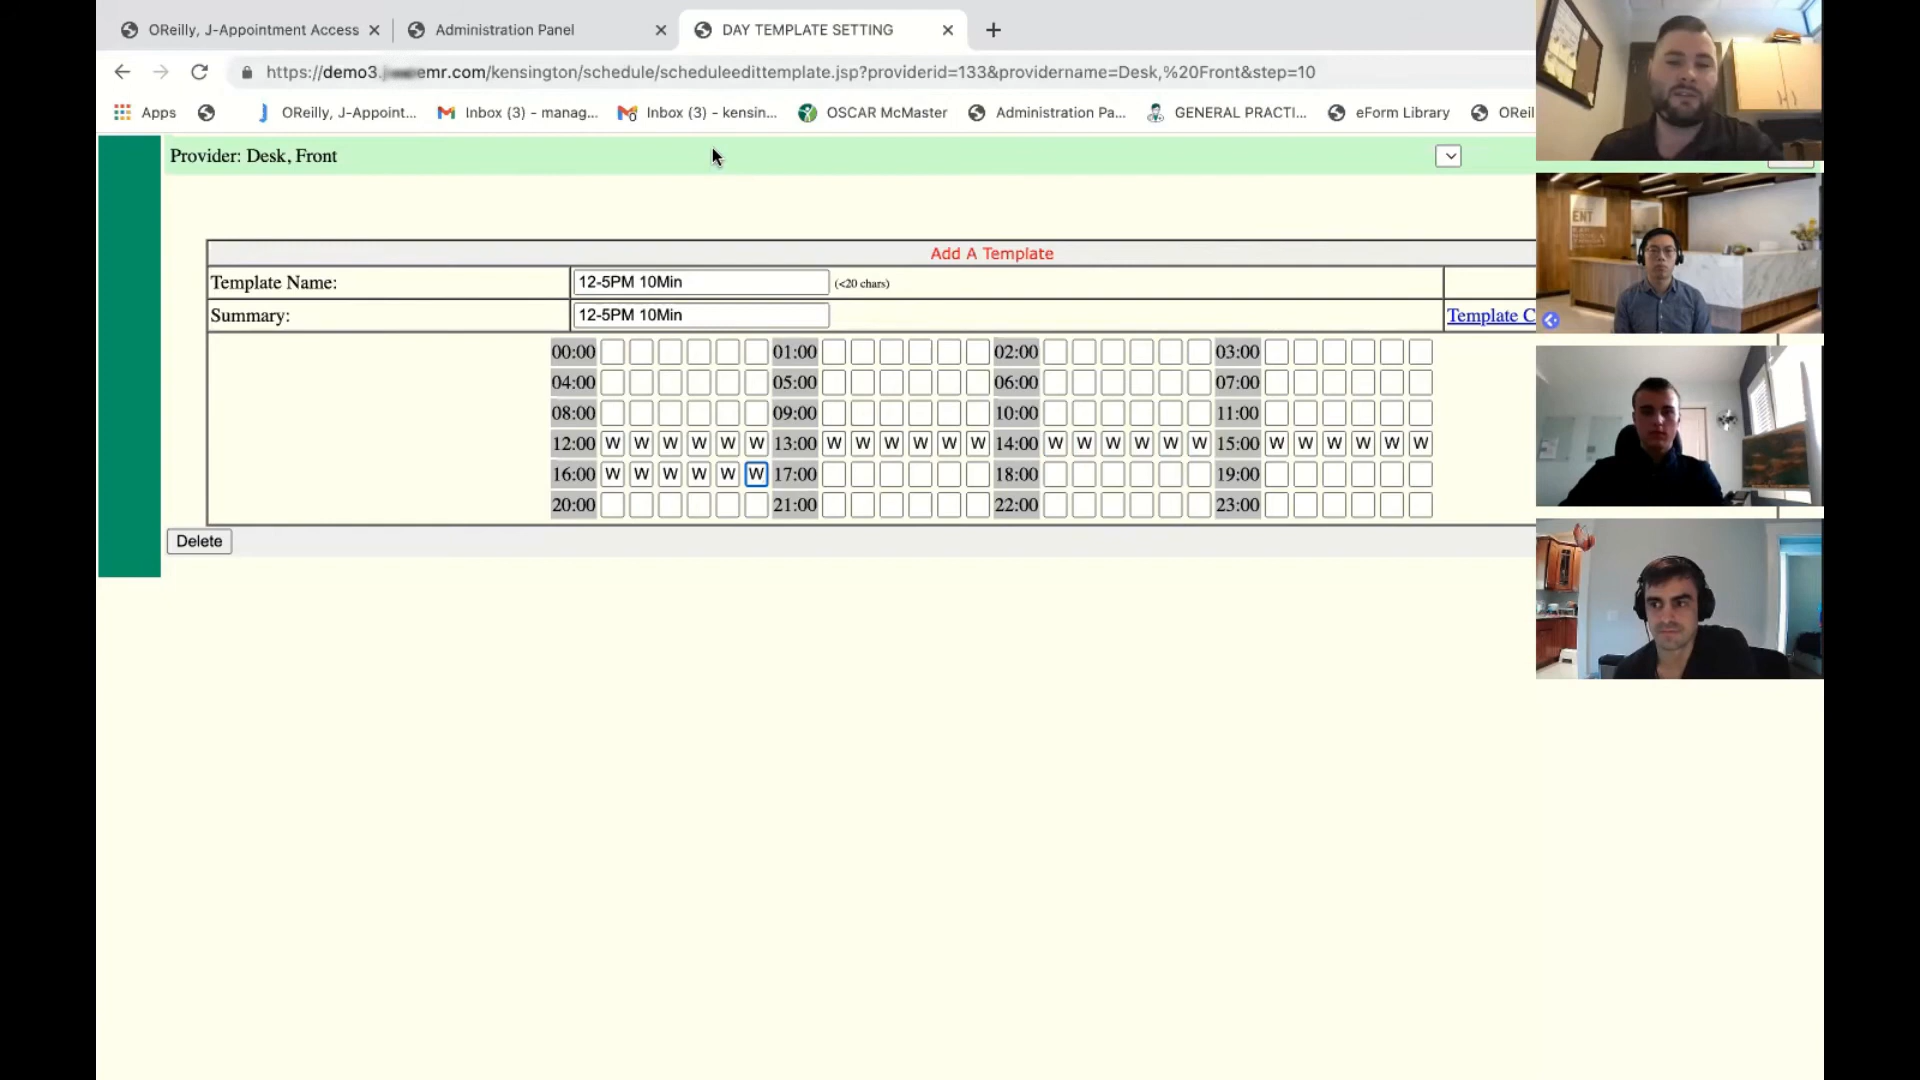 OReilly, J-Appointment Access
Administration Panel
DAY TEMPLATE SETTING
https://demo3. emr.com/kensington/schedule/scheduleedittemplate.jsp?providerid=133&providername=Desk,%20Front&step=10
Apps OReilly, J-Appoint... Inbox (3) - manag... Inbox (3) - kensin... OSCAR McMaster Administration Pa... GENERAL PRACTI... eForm Library OReil
Provider: Desk, Front
Add A Template
Template Name: 12-5PM 10Min (<20 chars)
Summary: 12-5PM 10Min Template C
00:00 01:00 02:00 03:00
04:00 05:00 06:00 07:00
08:00 09:00 10:00 11:00
12:00 W W W W W W 13:00 W W W W W W 14:00 W W W W W W 15:00 W W W W W W
16:00 W W W W W W 17:00 18:00 19:00
20:00 21:00 22:00 23:00
Delete
ENT